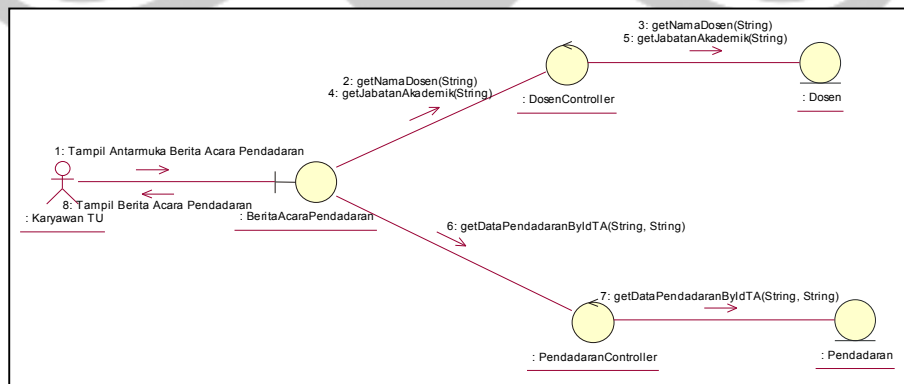 3: getNamaDosen(String)
5: getJabatanAkademik(String)
2: getNamaDosen(String)
4: getJabatanAkademik(String)
: DosenController
: Dosen
1: Tampil Antarmuka Berita Acara Pendadaran
8: Tampil Berita Acara Pendadaran
: Karyawan TU
: BeritaAcaraPendadaran
6: getDataPendadaranByIdTA(String, String)
7: getDataPendadaranByIdTA(String, String)
: PendadaranController
: Pendadaran